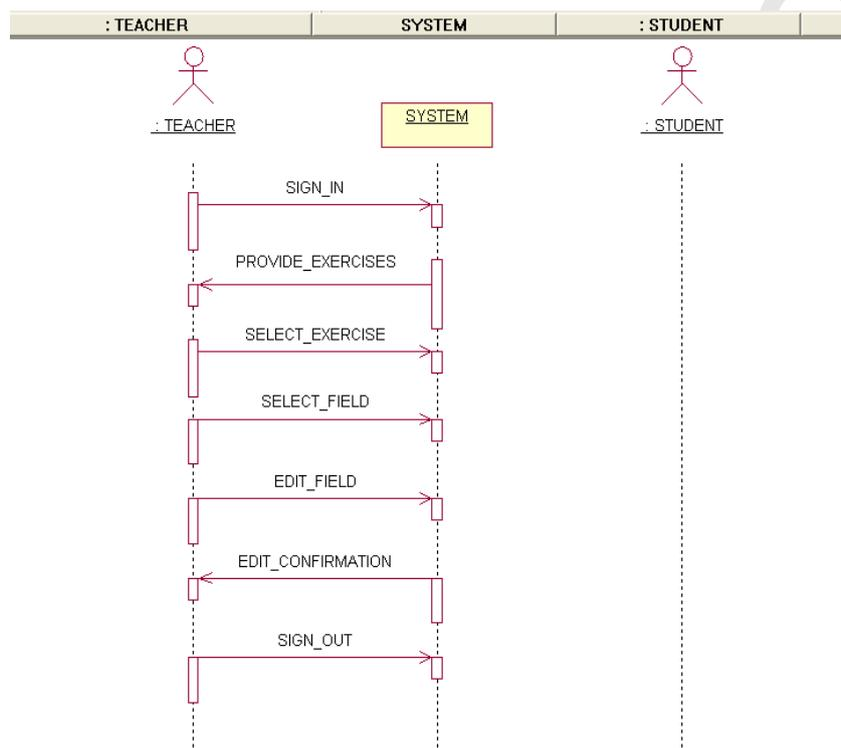 : TEACHER SYSTEM : STUDENT
: TEACHER SYSTEM : STUDENT
SIGN_IN
PROVIDE_EXERCISES
SELECT_EXERCISE
SELECT_FIELD
EDIT_FIELD
EDIT_CONFIRMATION
SIGN_OUT